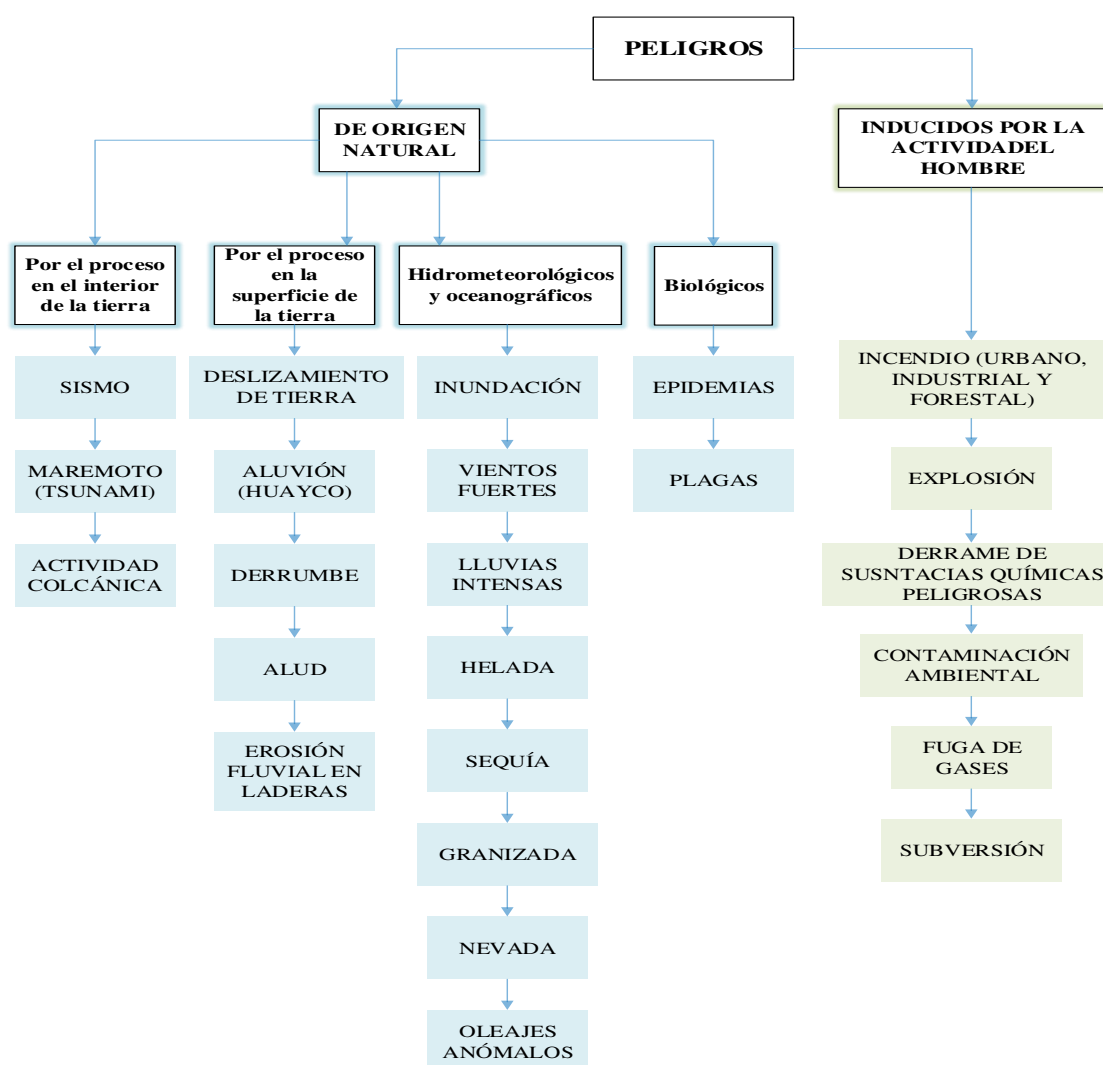 PELIGROS
DE ORIGEN
NATURAL
INDUCIDOS POR LA
ACTIVIDADEL
HOMBRE
Por el proceso
en el interior
de la tierra
Por el proceso
en la
superficie de
la tierra
Hidrometeorológicos
y oceanográficos
Biológicos
SISMO
MAREMOTO
(TSUNAMI)
ACTIVIDAD
COLCÁNICA
DESLIZAMIENTO
DE TIERRA
ALUVIÓN
(HUAYCO)
DERRUMBE
ALUD
EROSIÓN
FLUVIAL EN
LADERAS
INUNDACIÓN
VIENTOS
FUERTES
LLUVIAS
INTENSAS
HELADA
SEQUÍA
GRANIZADA
NEVADA
OLEAJES
ANÓMALOS
EPIDEMIAS
PLAGAS
INCENDIO (URBANO,
INDUSTRIAL Y
FORESTAL)
EXPLOSIÓN
DERRAME DE
SUSNTACIAS QUÍMICAS
PELIGROSAS
CONTAMINACIÓN
AMBIENTAL
FUGA DE
GASES
SUBVERSIÓN